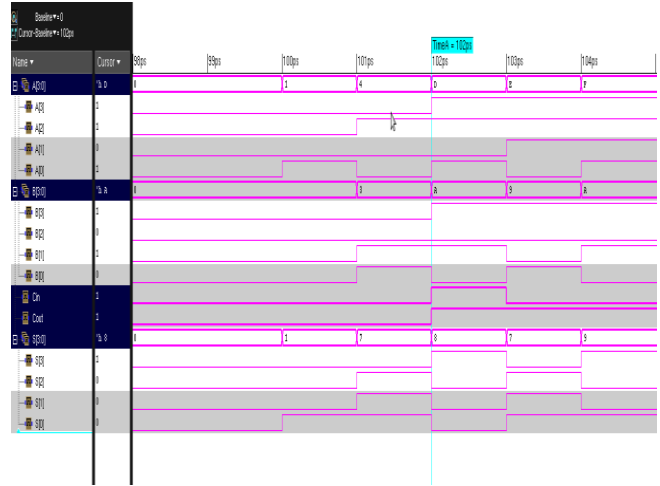 Baseline▼= 0
Cursor-Baseline▼= 102ps
TimeA = 102ps
Name ▼ Cursor ▼ 98ps 99ps 100ps 101ps 102ps 103ps 104ps
A[3:0] 'h D 0 1 4 D E F
A[3] 1
A[2] 1
A[1] 0
A[0] 1
B[3:0] 'h A 0 3 A 9 A
B[3] 1
B[2] 0
B[1] 1
B[0] 0
Cin 1
Cout 1
S[3:0] 'h 8 0 1 7 8 7 9
S[3] 1
S[2] 0
S[1] 0
S[0] 0